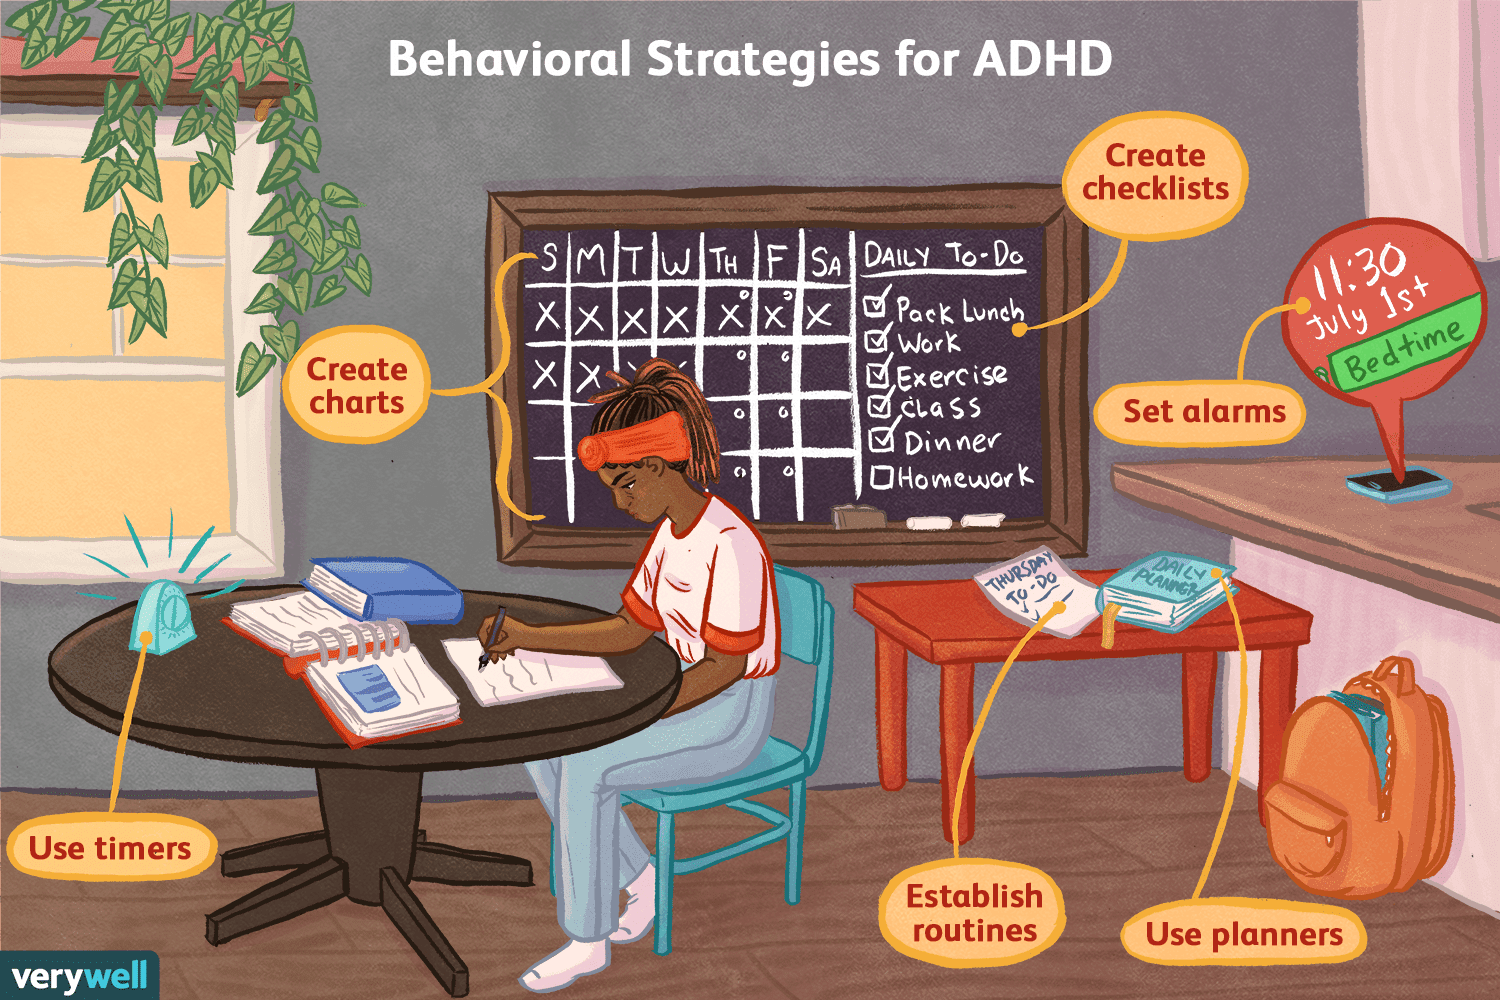 Behavioral Strategies for ADHD
Create
checklists
S M T W TH F SA
X X X X X X X
X X X
DAILY TO-DO
Pack Lunch
Work
Exercise
Class
Dinner
Homework
11:30
July 1st
Bedtime
Create
charts
Set alarms
THURSDAY
TO-DO
DAILY
PLANNER
Use timers
Establish
routines
Use planners
verywell